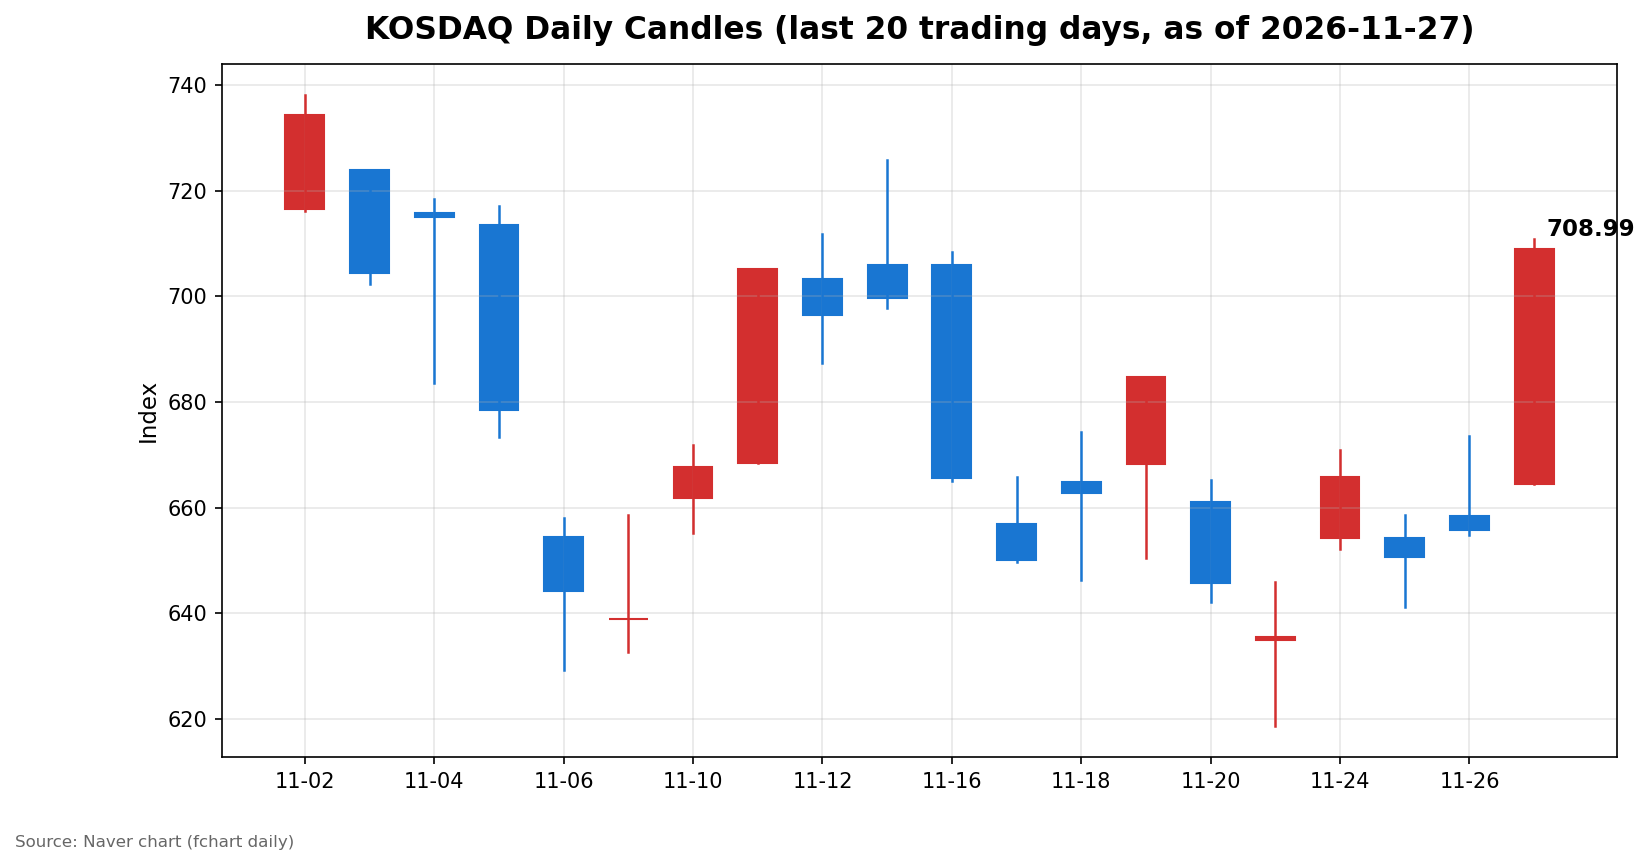 KOSDAQ Daily Candles (last 20 trading days, as of 2026-11-27)
740
720
700
680
660
640
620
Index
708.99
11-02 11-04 11-06 11-10 11-12 11-16 11-18 11-20 11-24 11-26
Source: Naver chart (fchart daily)